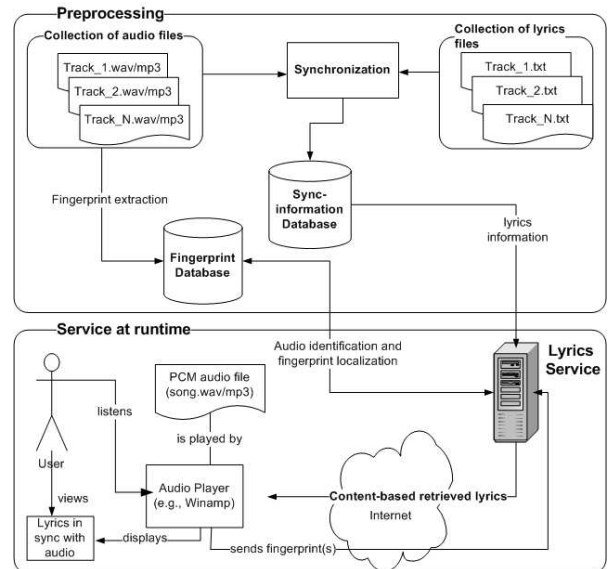 Preprocessing
Collection of audio files
Track_1.wav/mp3
Track_2.wav/mp3
Track_N.wav/mp3
Synchronization
Collection of lyrics
files
Track_1.txt
Track_2.txt
Track_N.txt
Fingerprint extraction
Sync-
information
Database
lyrics
information
Fingerprint
Database
Service at runtime
Audio identification and
fingerprint localization
Lyrics
Service
PCM audio file
(song.wav/mp3)
listens
is played by
User
Audio Player
(e.g., Winamp)
Content-based retrieved lyrics
Internet
views
Lyrics in
sync with
audio
displays
sends fingerprint(s)